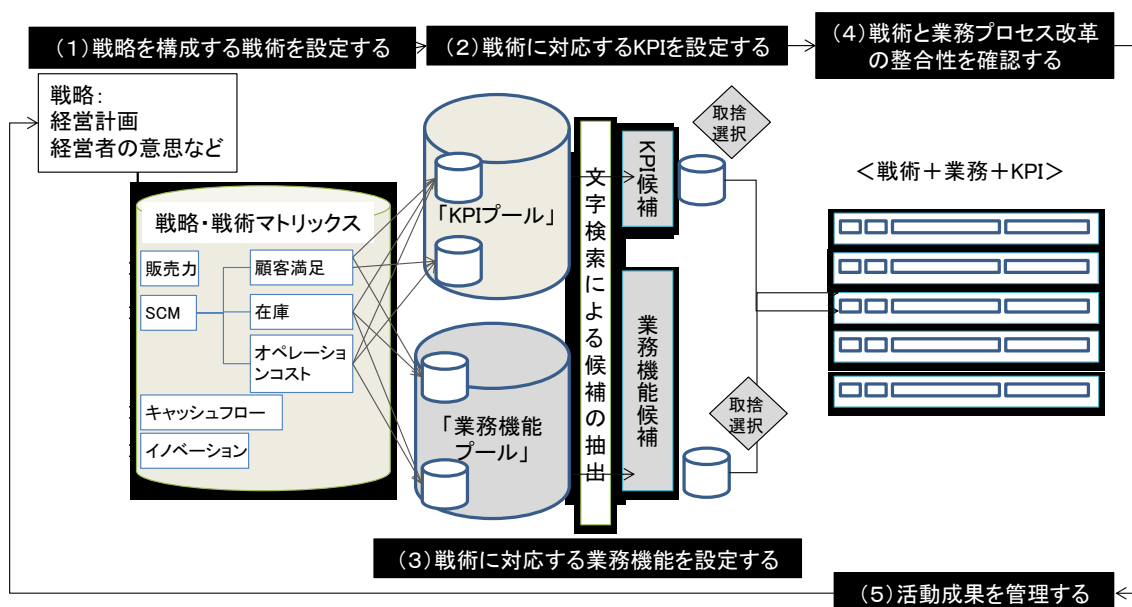 (1)戦略を構成する戦術を設定する
(2)戦術に対応するKPIを設定する
(4)戦術と業務プロセス改革
の整合性を確認する
戦略:
経営計画
経営者の意思など
戦略・戦術マトリックス
販売力
SCM
顧客満足
在庫
オペレーショ
ンコスト
キャッシュフロー
イノベーション
「KPIプール」
「業務機能
プール」
文字検索による候補の抽出
KPI候補
業務機能候補
取捨
選択
取捨
選択
<戦術+業務+KPI>
(3)戦術に対応する業務機能を設定する
(5)活動成果を管理する